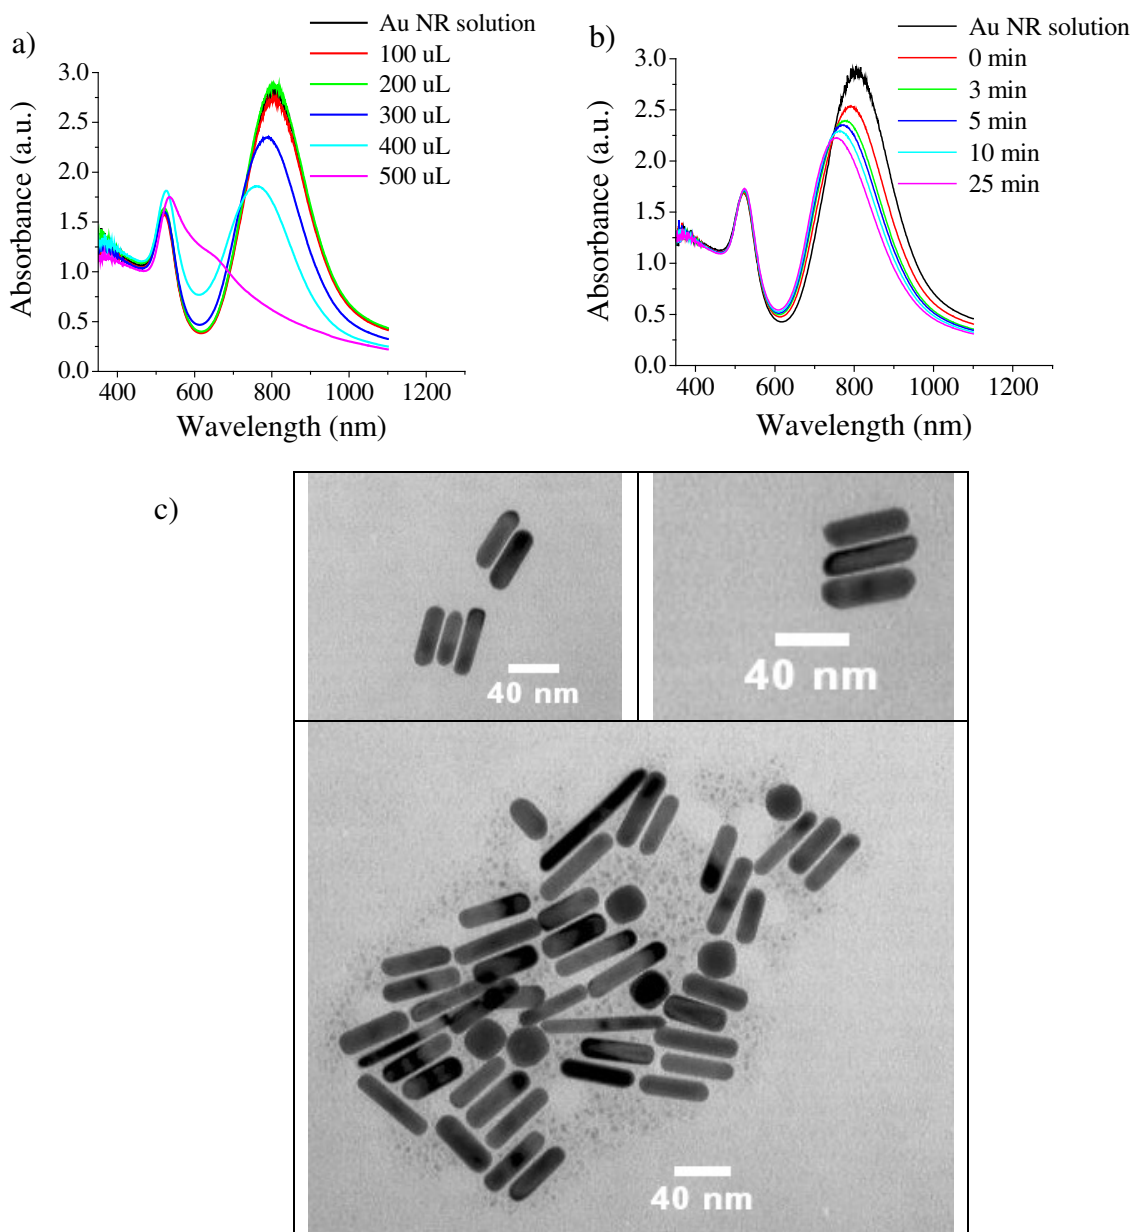 a)
Au NR solution
100 uL
200 uL
300 uL
400 uL
500 uL
3.0
2.5
2.0
1.5
1.0
0.5
0.0
Absorbance (a.u.)
400 600 800 1000 1200
Wavelength (nm)
b)
Au NR solution
0 min
3 min
5 min
10 min
25 min
3.0
2.5
2.0
1.5
1.0
0.5
0.0
Absorbance (a.u.)
400 600 800 1000 1200
Wavelength (nm)
c)
40 nm
40 nm
40 nm